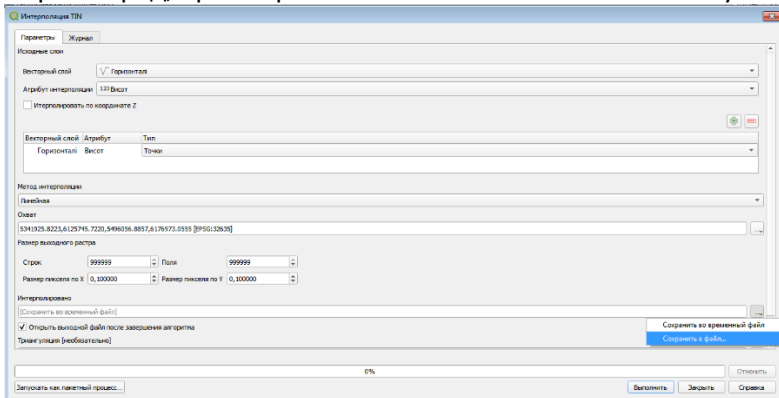 Интерполяция TIN
Параметры Журнал
Исходные слои
Векторный слой Горизонталі
Атрибут интерполяции 123 Висот
Итерполировать по координате Z
Векторный слой Атрибут Тип
Горизонталі Висот Точки
Метод интерполяции
Линейная
Охват
5341925.8223,6125745.7220,5496056.8857,6176973.0555 [EPSG:32635]
Размер выходного растра
Строк 999999 Поля 999999
Размер пикселя по X 0,100000 Размер пикселя по Y 0,100000
Интерполировано
[Сохранить во временный файл]
Открыть выходной файл после завершения алгоритма
Сохранить во временный файл
Сохранить в файл...
Триангуляция [необязательно]
0% Отменить
Запускать как пакетный процесс... Выполнить Закрыть Справка